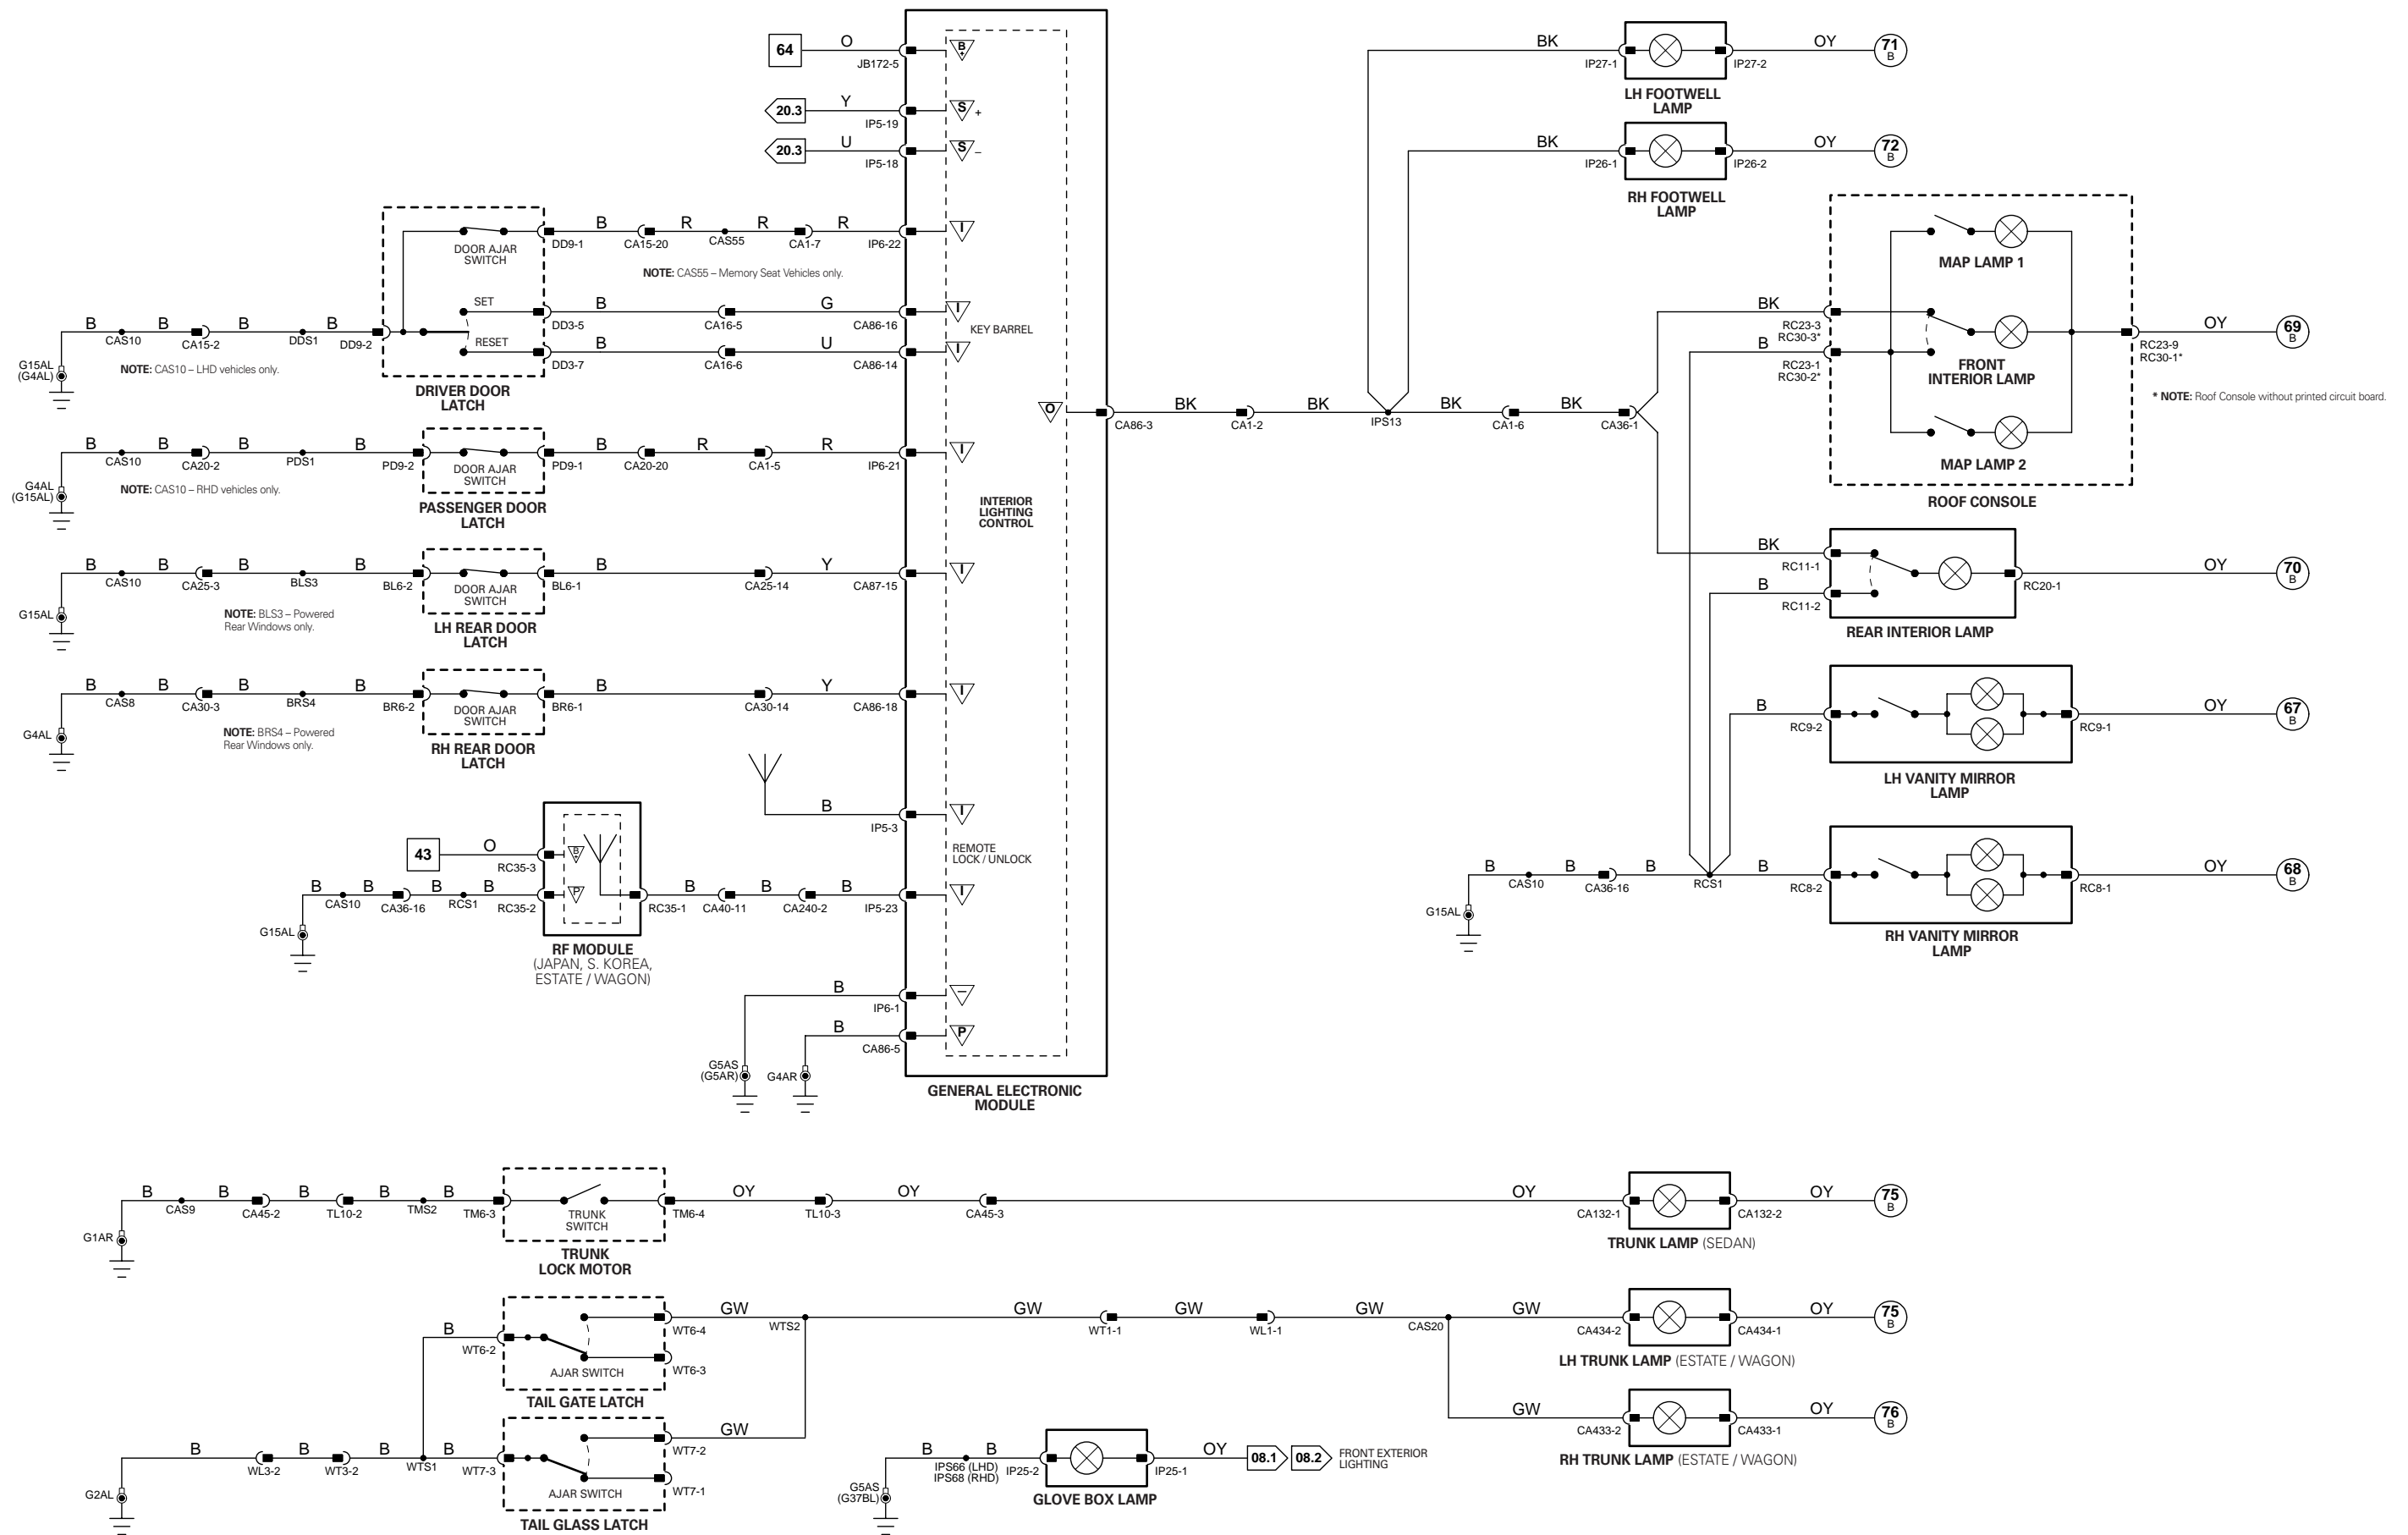 64
O
JB172-5
B
+
20.3
Y
IP5-19
S
+
20.3
U
IP5-18
S
–
DOOR AJAR
SWITCH
DD9-1
B
CA15-20
R
CAS55
R
CA1-7
R
IP6-22
I
NOTE: CAS55 – Memory Seat Vehicles only.
SET
DD3-5
B
CA16-5
G
CA86-16
I
KEY BARREL
RESET
DD3-7
B
CA16-6
U
CA86-14
I
G15AL
(G4AL)
B
CAS10
B
CA15-2
B
DDS1
B
DD9-2
NOTE: CAS10 – LHD vehicles only.
DRIVER DOOR
LATCH
G4AL
(G15AL)
B
CAS10
B
CA20-2
B
PDS1
PD9-2
DOOR AJAR
SWITCH
PD9-1
B
CA20-20
R
CA1-5
R
IP6-21
I
NOTE: CAS10 – RHD vehicles only.
PASSENGER DOOR
LATCH
INTERIOR
LIGHTING
CONTROL
G15AL
B
CAS10
B
CA25-3
B
BLS3
B
BL6-2
DOOR AJAR
SWITCH
BL6-1
B
CA25-14
Y
CA87-15
I
NOTE: BLS3 – Powered
Rear Windows only.
LH REAR DOOR
LATCH
G4AL
B
CAS8
B
CA30-3
B
BRS4
B
BR6-2
DOOR AJAR
SWITCH
BR6-1
B
CA30-14
Y
CA86-18
I
NOTE: BRS4 – Powered
Rear Windows only.
RH REAR DOOR
LATCH
B
IP5-3
I
REMOTE
LOCK / UNLOCK
43
O
RC35-3
B
+
G15AL
B
CAS10
B
CA36-16
B
RCS1
B
RC35-2
P
RC35-1
B
CA40-11
B
CA240-2
B
IP5-23
I
RF MODULE
(JAPAN, S. KOREA,
ESTATE / WAGON)
B
IP6-1
–
G5AS
(G5AR)
B
CA86-5
P
G4AR
GENERAL ELECTRONIC
MODULE
O
CA86-3
BK
CA1-2
BK
IPS13
BK
CA1-6
BK
CA36-1
BK
IP27-1
IP27-2
OY
71
B
LH FOOTWELL
LAMP
BK
IP26-1
IP26-2
OY
72
B
RH FOOTWELL
LAMP
MAP LAMP 1
BK
RC23-3
RC30-3*
B
RC23-1
RC30-2*
FRONT
INTERIOR LAMP
RC23-9
RC30-1*
OY
69
B
* NOTE: Roof Console without printed circuit board.
MAP LAMP 2
ROOF CONSOLE
BK
RC11-1
B
RC11-2
RC20-1
OY
70
B
REAR INTERIOR LAMP
B
RC9-2
RC9-1
OY
67
B
LH VANITY MIRROR
LAMP
G15AL
B
CAS10
B
CA36-16
B
RCS1
B
RC8-2
RC8-1
OY
68
B
RH VANITY MIRROR
LAMP
G1AR
B
CAS9
B
CA45-2
B
TL10-2
B
TMS2
B
TM6-3
TRUNK
SWITCH
TM6-4
OY
TL10-3
OY
CA45-3
OY
CA132-1
CA132-2
OY
75
B
TRUNK
LOCK MOTOR
TRUNK LAMP (SEDAN)
B
WT6-2
AJAR SWITCH
WT6-4
WT6-3
GW
WTS2
GW
WT1-1
GW
WL1-1
GW
CAS20
GW
CA434-2
CA434-1
OY
75
B
TAIL GATE LATCH
LH TRUNK LAMP (ESTATE / WAGON)
G2AL
B
WL3-2
B
WT3-2
B
WTS1
B
WT7-3
AJAR SWITCH
WT7-2
WT7-1
GW
TAIL GLASS LATCH
G5AS
(G37BL)
B
IPS66 (LHD)
IPS68 (RHD)
B
IP25-2
IP25-1
OY
08.1
08.2
FRONT EXTERIOR
LIGHTING
GLOVE BOX LAMP
GW
CA433-2
CA433-1
OY
76
B
RH TRUNK LAMP (ESTATE / WAGON)